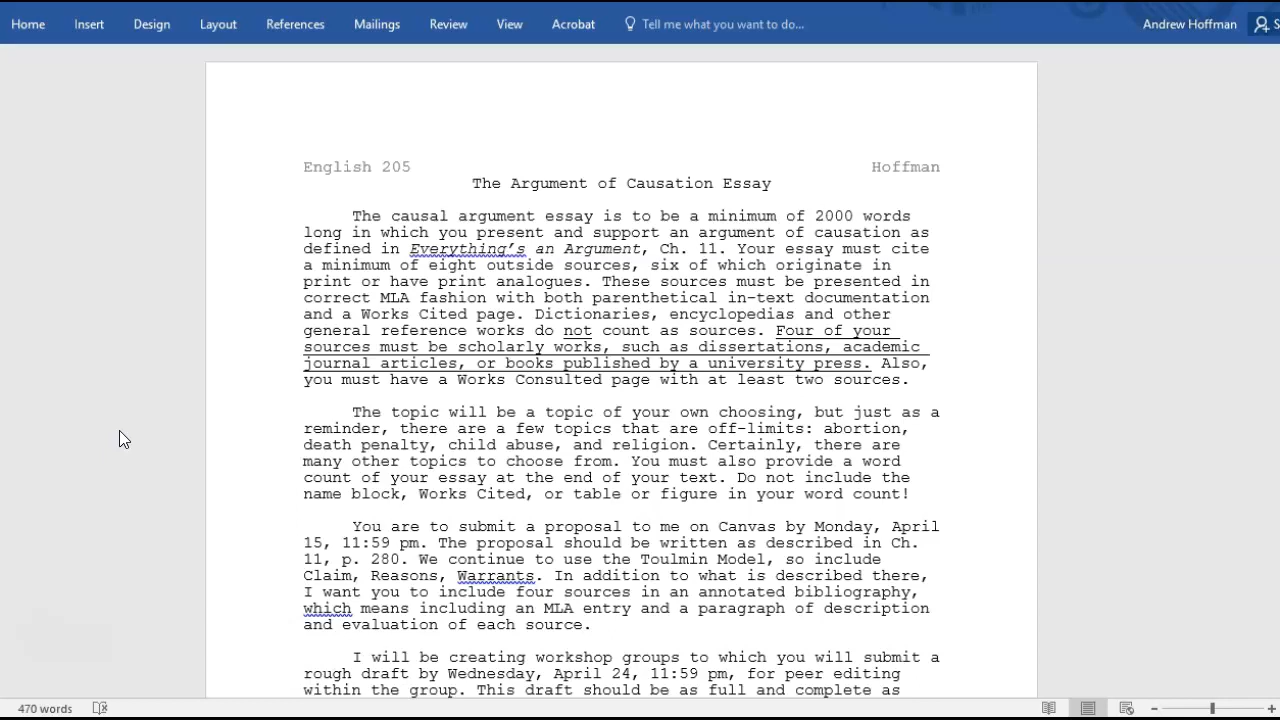 Home Insert Design Layout References Mailings Review View Acrobat Tell me what you want to do... Andrew Hoffman
English 205 Hoffman
The Argument of Causation Essay
The causal argument essay is to be a minimum of 2000 words
long in which you present and support an argument of causation as
defined in Everything's an Argument, Ch. 11. Your essay must cite
a minimum of eight outside sources, six of which originate in
print or have print analogues. These sources must be presented in
correct MLA fashion with both parenthetical in-text documentation
and a Works Cited page. Dictionaries, encyclopedias and other
general reference works do not count as sources. Four of your
sources must be scholarly works, such as dissertations, academic
journal articles, or books published by a university press. Also,
you must have a Works Consulted page with at least two sources.
The topic will be a topic of your own choosing, but just as a
reminder, there are a few topics that are off-limits: abortion,
death penalty, child abuse, and religion. Certainly, there are
many other topics to choose from. You must also provide a word
count of your essay at the end of your text. Do not include the
name block, Works Cited, or table or figure in your word count!
You are to submit a proposal to me on Canvas by Monday, April
15, 11:59 pm. The proposal should be written as described in Ch.
11, p. 280. We continue to use the Toulmin Model, so include
Claim, Reasons, Warrants. In addition to what is described there,
I want you to include four sources in an annotated bibliography,
which means including an MLA entry and a paragraph of description
and evaluation of each source.
I will be creating workshop groups to which you will submit a
rough draft by Wednesday, April 24, 11:59 pm, for peer editing
within the group. This draft should be as full and complete as
470 words